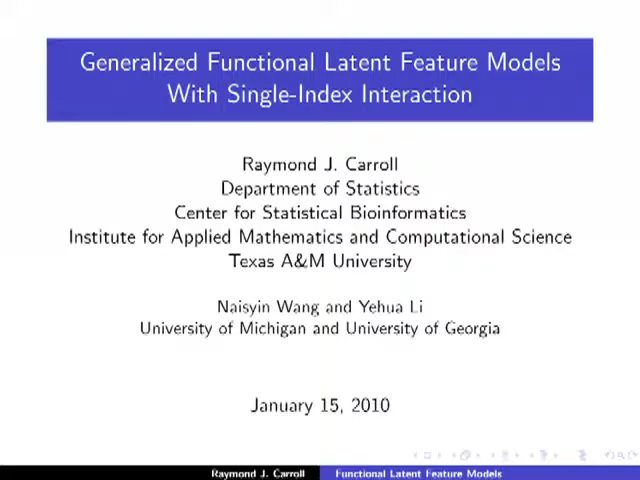 Generalized Functional Latent Feature Models
With Single-Index Interaction
Raymond J. Carroll
Department of Statistics
Center for Statistical Bioinformatics
Institute for Applied Mathematics and Computational Science
Texas A&M University
Naisyin Wang and Yehua Li
University of Michigan and University of Georgia
January 15, 2010
Raymond J. Carroll Functional Latent Feature Models